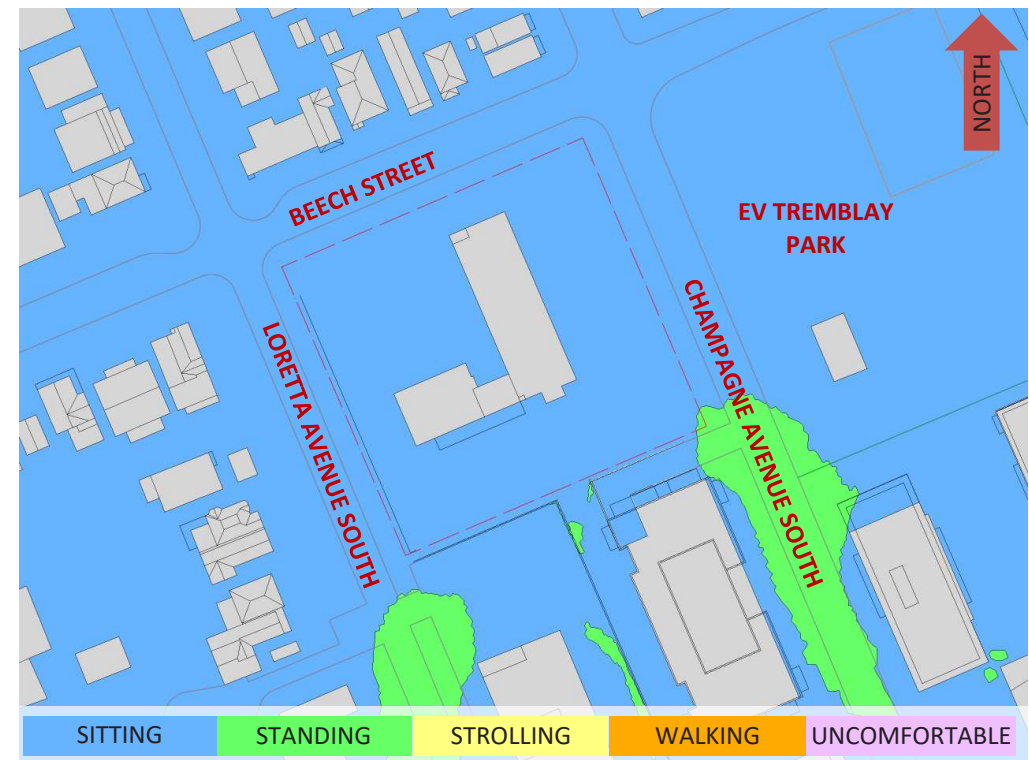 NORTH
BEECH STREET
EV TREMBLAY
PARK
LORETTA AVENUE SOUTH
CHAMPAGNE AVENUE SOUTH
SITTING
STANDING
STROLLING
WALKING
UNCOMFORTABLE